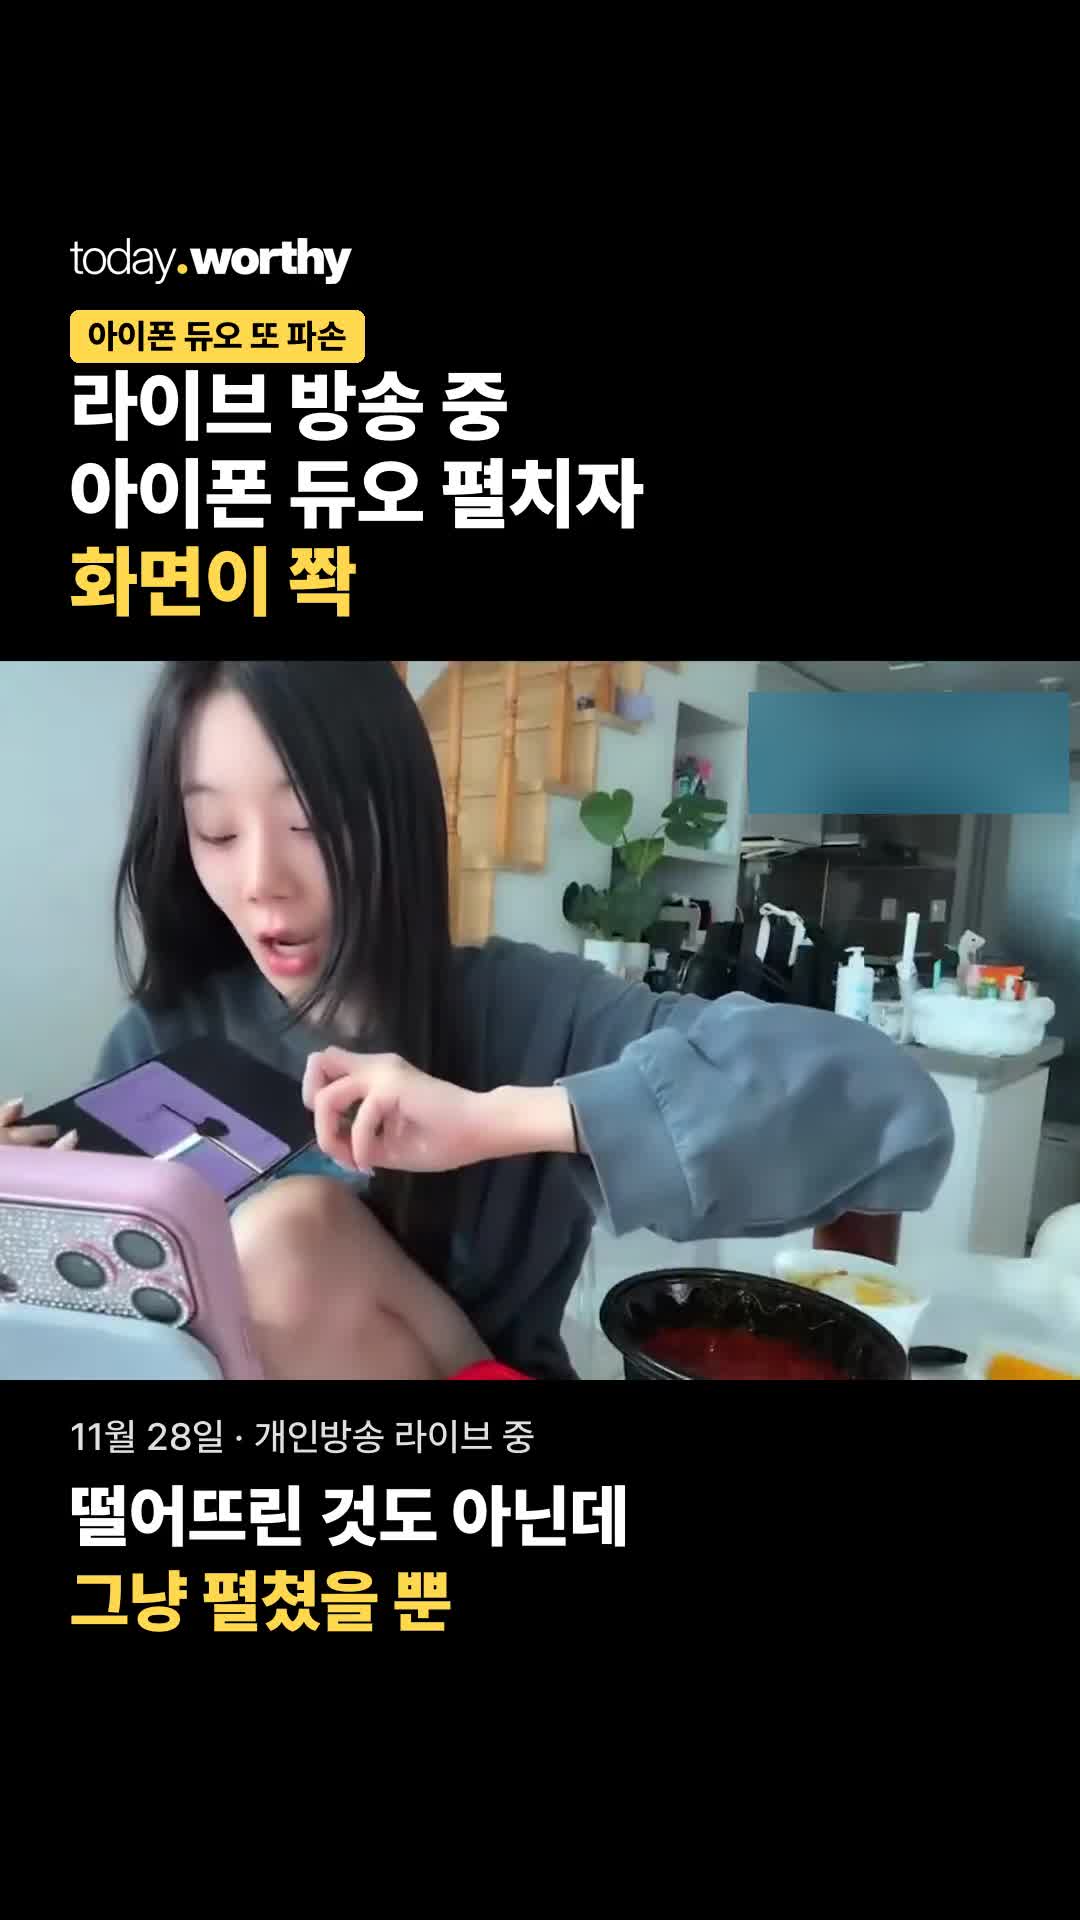 today.worthy
아이폰 듀오 또 파손
라이브 방송 중
아이폰 듀오 펼치자
화면이 쫙
11월 28일 · 개인방송 라이브 중
떨어뜨린 것도 아닌데
그냥 펼쳤을 뿐